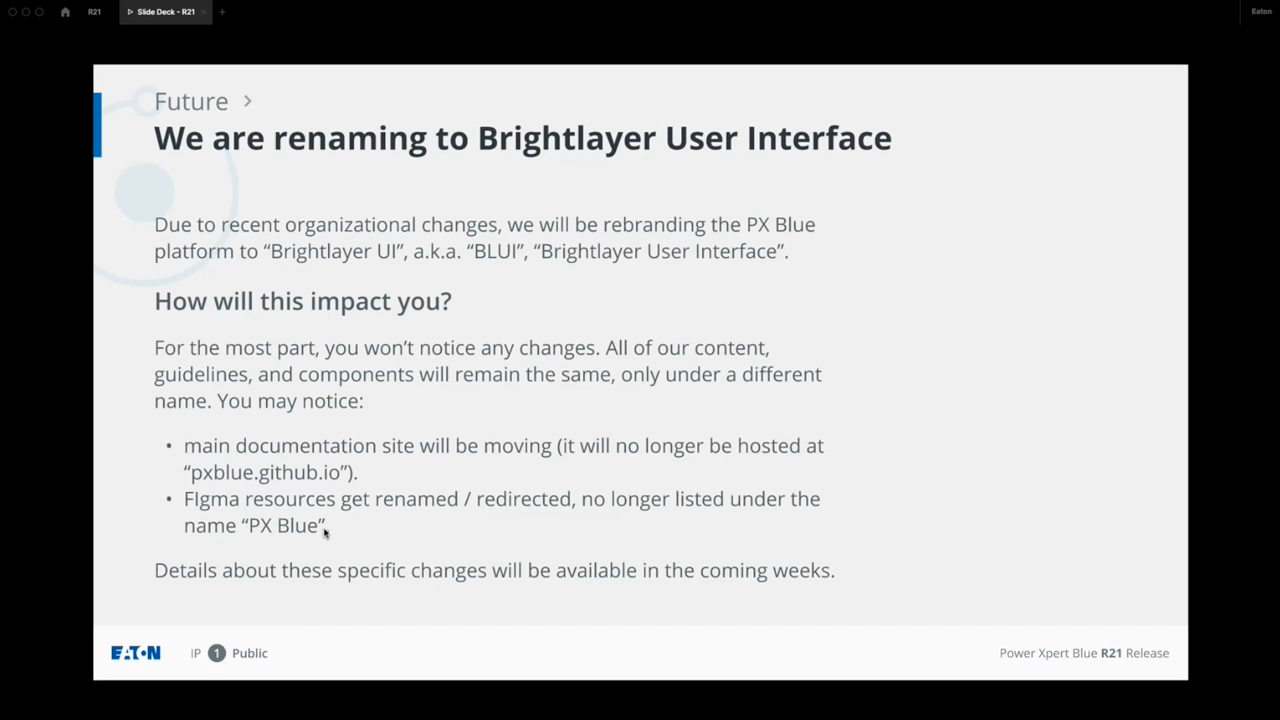 R21
Slide Deck - R21
Eaton
Future >
We are renaming to Brightlayer User Interface
Due to recent organizational changes, we will be rebranding the PX Blue
platform to “Brightlayer UI”, a.k.a. “BLUI”, “Brightlayer User Interface”.
How will this impact you?
For the most part, you won’t notice any changes. All of our content,
guidelines, and components will remain the same, only under a different
name. You may notice:
• main documentation site will be moving (it will no longer be hosted at
“pxblue.github.io”).
• FIgma resources get renamed / redirected, no longer listed under the
name “PX Blue”.
Details about these specific changes will be available in the coming weeks.
EATON IP 1 Public
Power Xpert Blue R21 Release